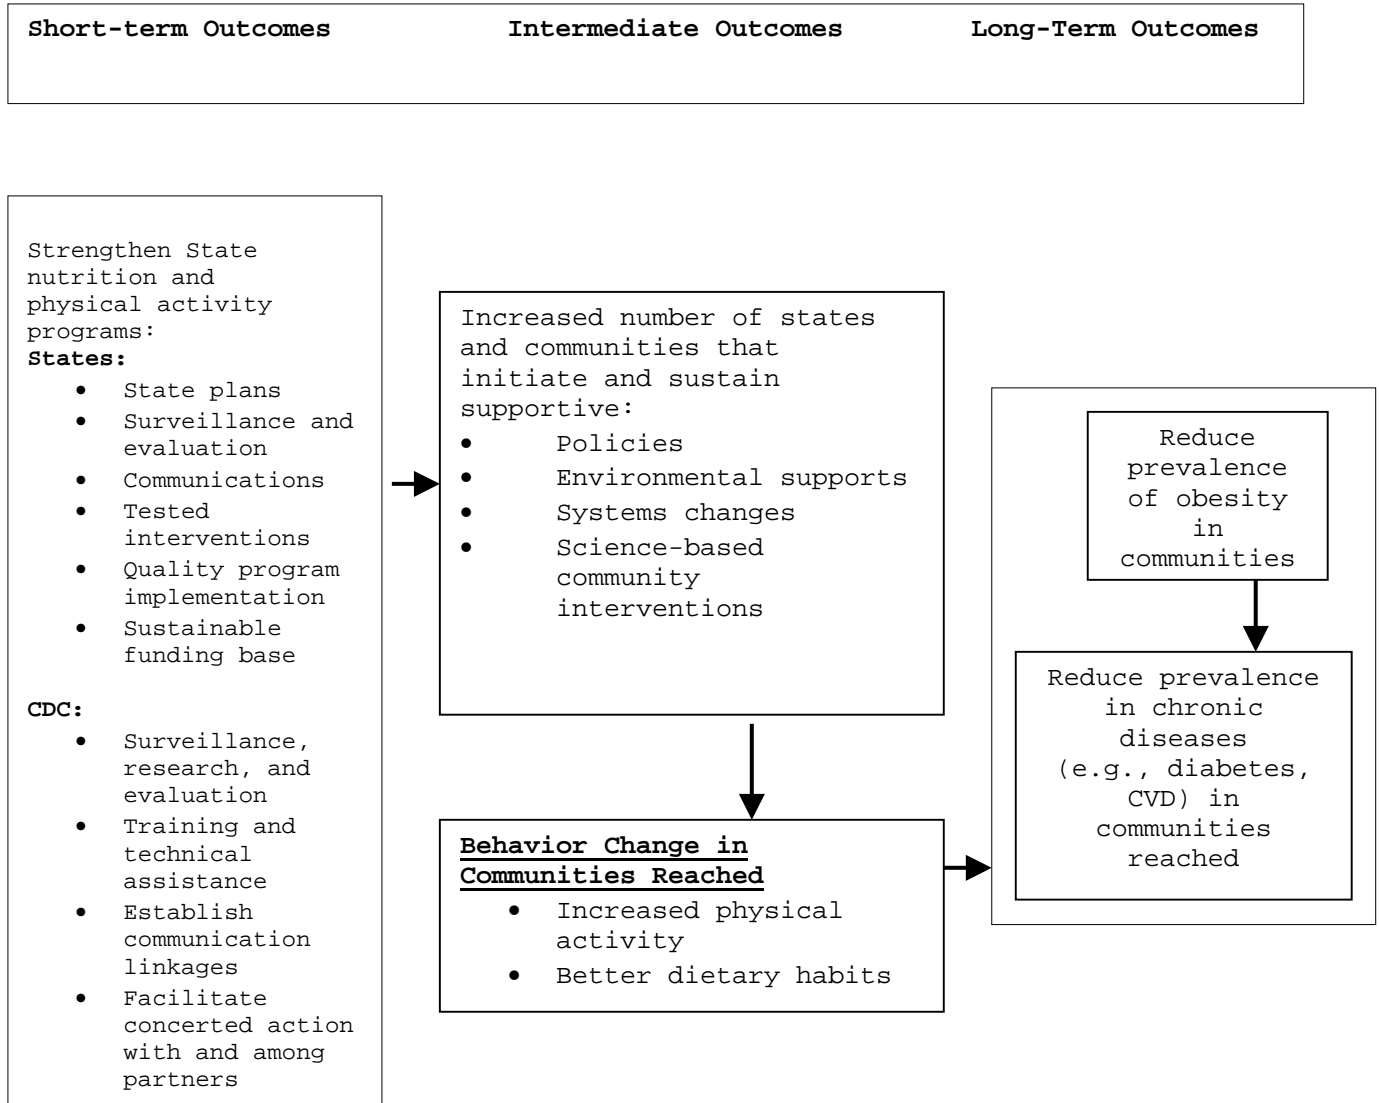 Short-term Outcomes Intermediate Outcomes Long-Term Outcomes
Strengthen State
nutrition and
physical activity
programs:
States:
• State plans
• Surveillance and
evaluation
• Communications
• Tested
interventions
• Quality program
implementation
• Sustainable
funding base
CDC:
• Surveillance,
research, and
evaluation
• Training and
technical
assistance
• Establish
communication
linkages
• Facilitate
concerted action
with and among
partners
Increased number of states
and communities that
initiate and sustain
supportive:
• Policies
• Environmental supports
• Systems changes
• Science-based
community
interventions
Behavior Change in
Communities Reached
• Increased physical
activity
• Better dietary habits
Reduce
prevalence
of obesity
in
communities
Reduce prevalence
in chronic
diseases
(e.g., diabetes,
CVD) in
communities
reached